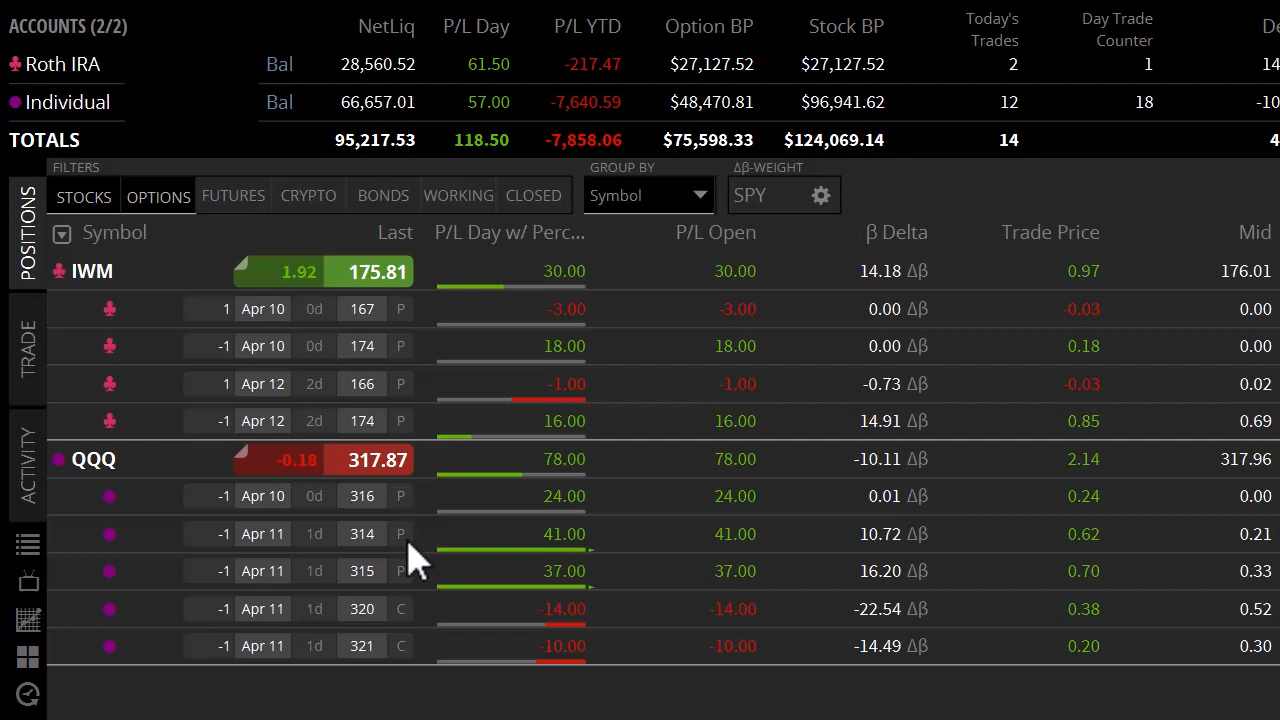 ACCOUNTS (2/2) NetLiq P/L Day P/L YTD Option BP Stock BP Today's Trades Day Trade Counter
Roth IRA Bal 28,560.52 61.50 -217.47 $27,127.52 $27,127.52 2 1 14
Individual Bal 66,657.01 57.00 -7,640.59 $48,470.81 $96,941.62 12 18 -10
TOTALS 95,217.53 118.50 -7,858.06 $75,598.33 $124,069.14 14 4
FILTERS GROUP BY Δβ-WEIGHT
STOCKS OPTIONS FUTURES CRYPTO BONDS WORKING CLOSED Symbol SPY
POSITIONS
TRADE
ACTIVITY
Symbol Last P/L Day w/ Perc... P/L Open β Delta Trade Price Mid
IWM 1.92 175.81 30.00 30.00 14.18 Δβ 0.97 176.01
1 Apr 10 0d 167 P -3.00 -3.00 0.00 Δβ -0.03 0.00
-1 Apr 10 0d 174 P 18.00 18.00 0.00 Δβ 0.18 0.00
1 Apr 12 2d 166 P -1.00 -1.00 -0.73 Δβ -0.03 0.02
-1 Apr 12 2d 174 P 16.00 16.00 14.91 Δβ 0.85 0.69
QQQ -0.18 317.87 78.00 78.00 -10.11 Δβ 2.14 317.96
-1 Apr 10 0d 316 P 24.00 24.00 0.01 Δβ 0.24 0.00
-1 Apr 11 1d 314 P 41.00 41.00 10.72 Δβ 0.62 0.21
-1 Apr 11 1d 315 P 37.00 37.00 16.20 Δβ 0.70 0.33
-1 Apr 11 1d 320 C -14.00 -14.00 -22.54 Δβ 0.38 0.52
-1 Apr 11 1d 321 C -10.00 -10.00 -14.49 Δβ 0.20 0.30